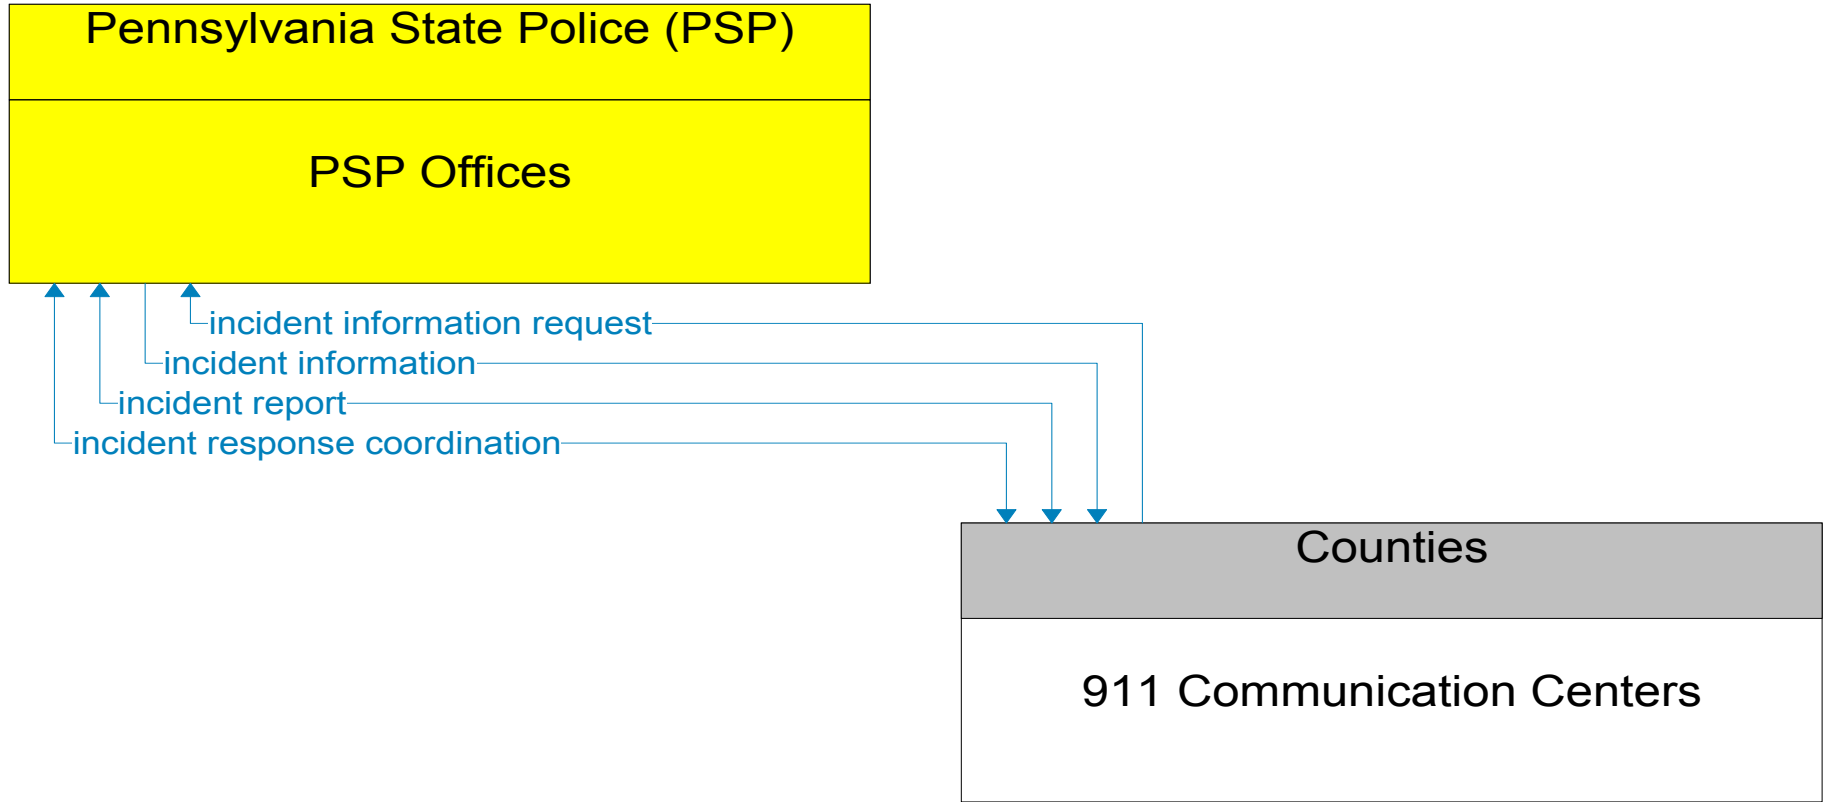 Pennsylvania State Police (PSP)
PSP Offices
incident information request
incident information
incident report
incident response coordination
Counties
911 Communication Centers